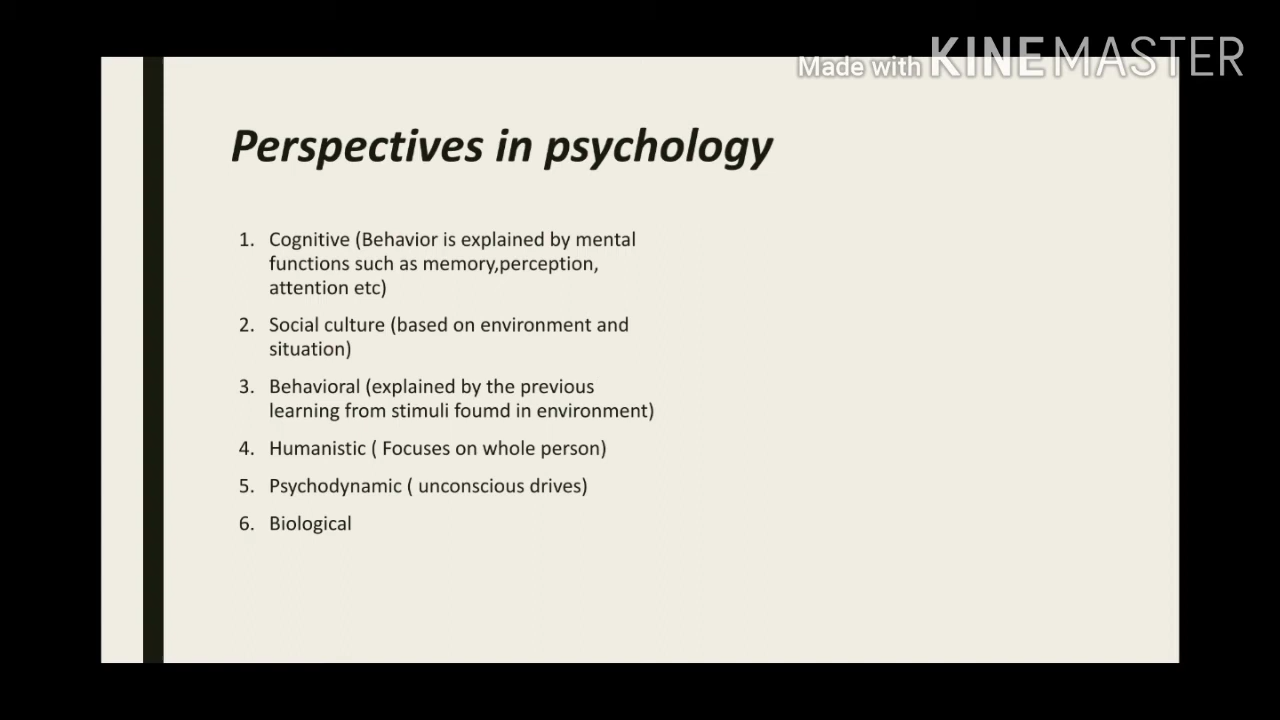 Made with KINEMASTER
Perspectives in psychology
1. Cognitive (Behavior is explained by mental
functions such as memory,perception,
attention etc)
2. Social culture (based on environment and
situation)
3. Behavioral (explained by the previous
learning from stimuli foumd in environment)
4. Humanistic ( Focuses on whole person)
5. Psychodynamic ( unconscious drives)
6. Biological